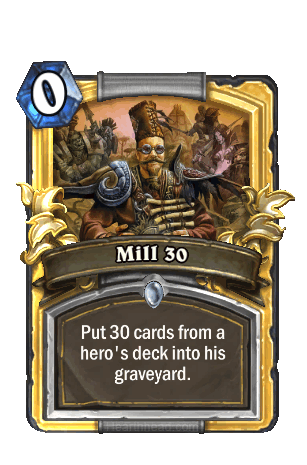 0
Mill 30
Put 30 cards from a
hero's deck into his
graveyard.